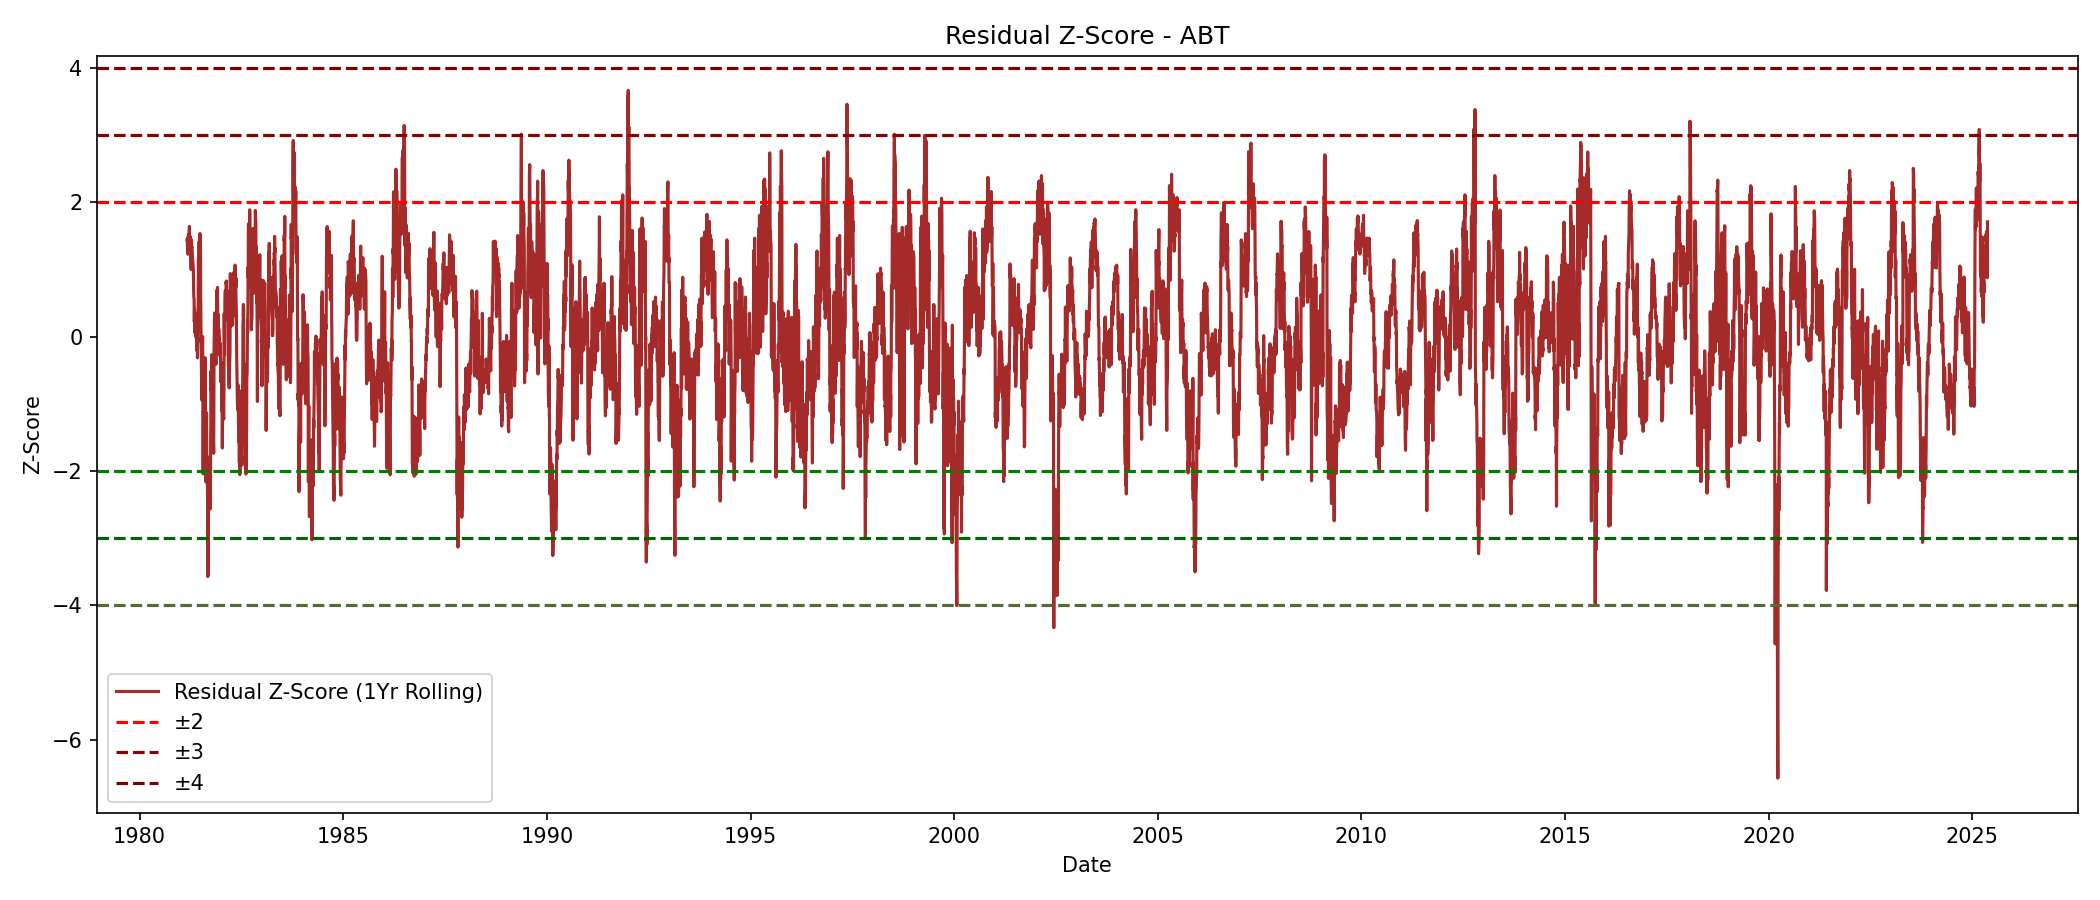 Residual Z-Score - ABT
4
2
0
−2
−4
−6
Z-Score
Residual Z-Score (1Yr Rolling)
±2
±3
±4
1980 1985 1990 1995 2000 2005 2010 2015 2020 2025
Date